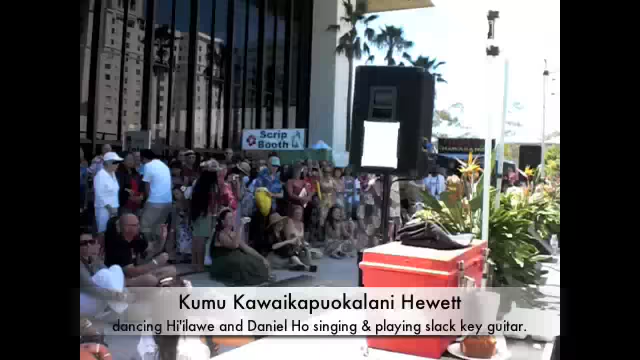 Scrip
Booth
Kumu Kawaikapuokalani Hewett
dancing Hi'ilawe and Daniel Ho singing & playing slack key guitar.